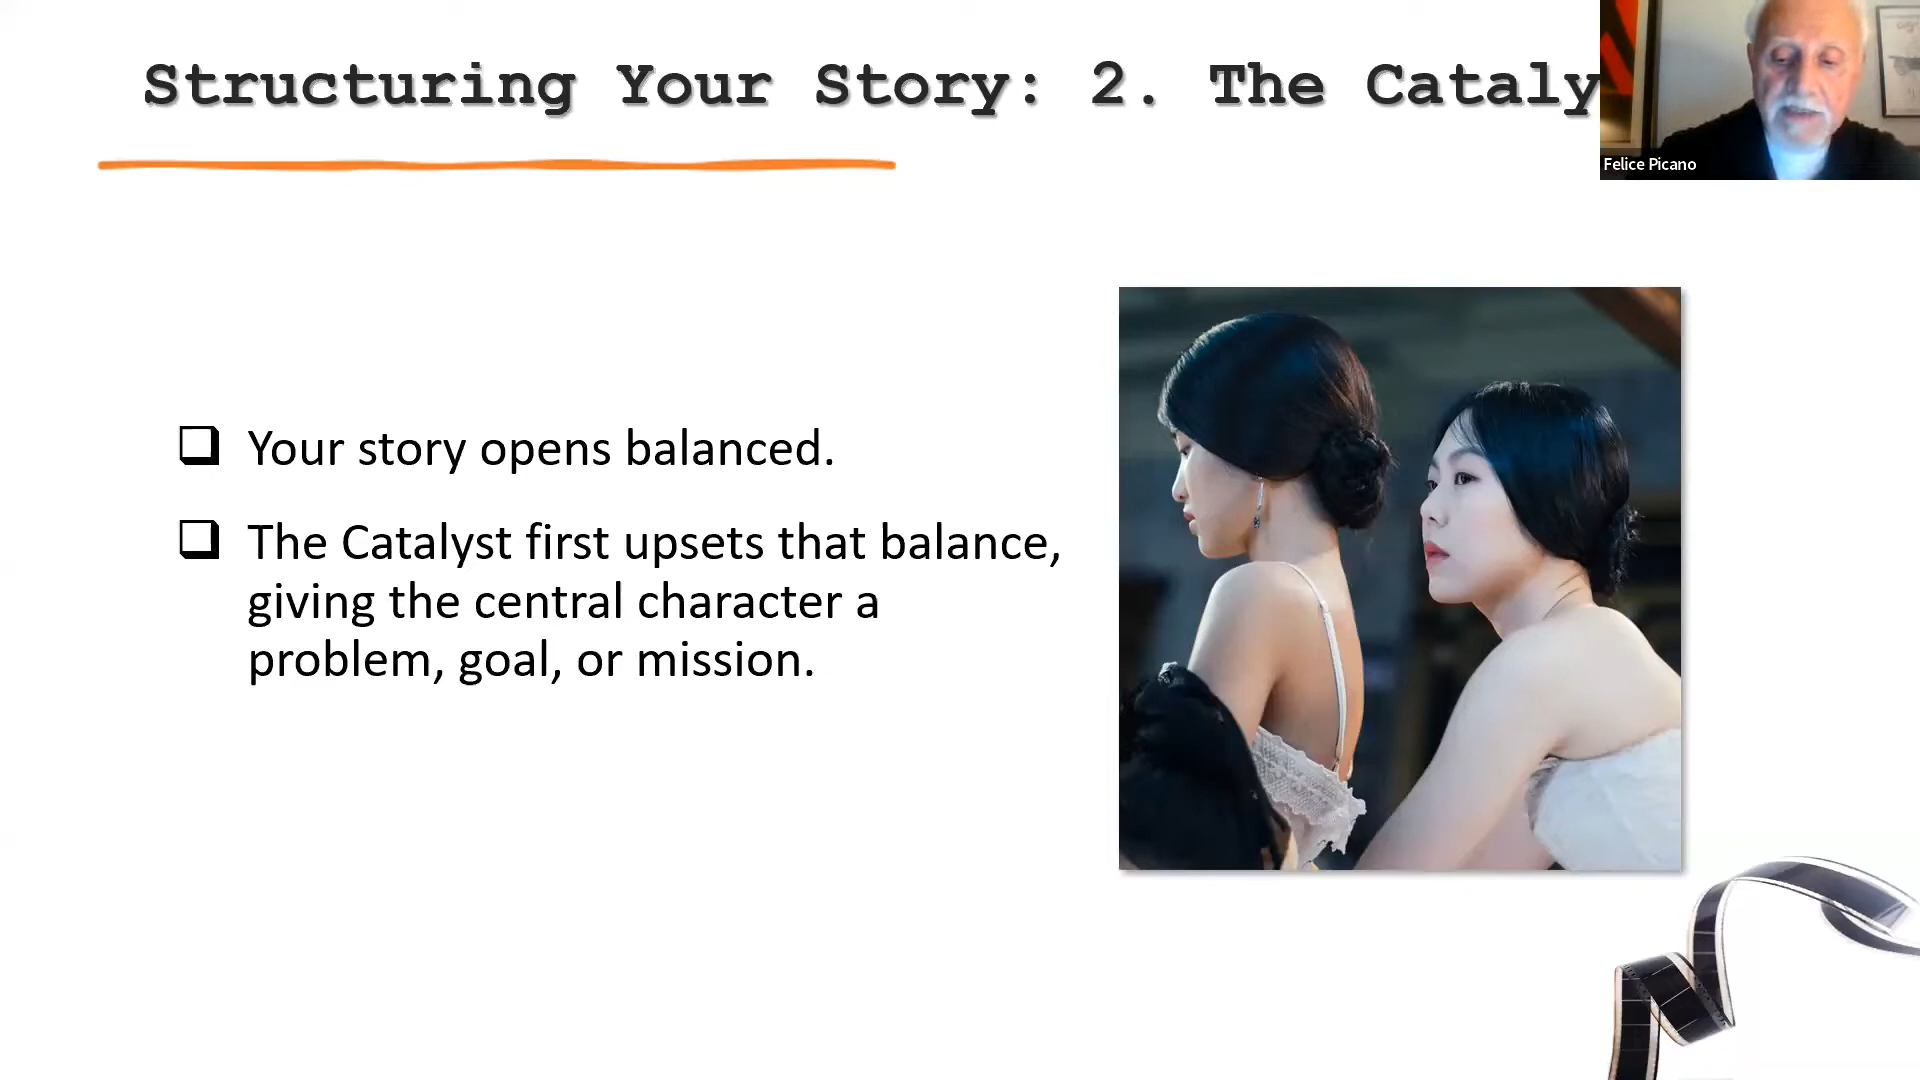 Structuring Your Story: 2. The Cataly
Felice Picano
Your story opens balanced.
The Catalyst first upsets that balance,
giving the central character a
problem, goal, or mission.